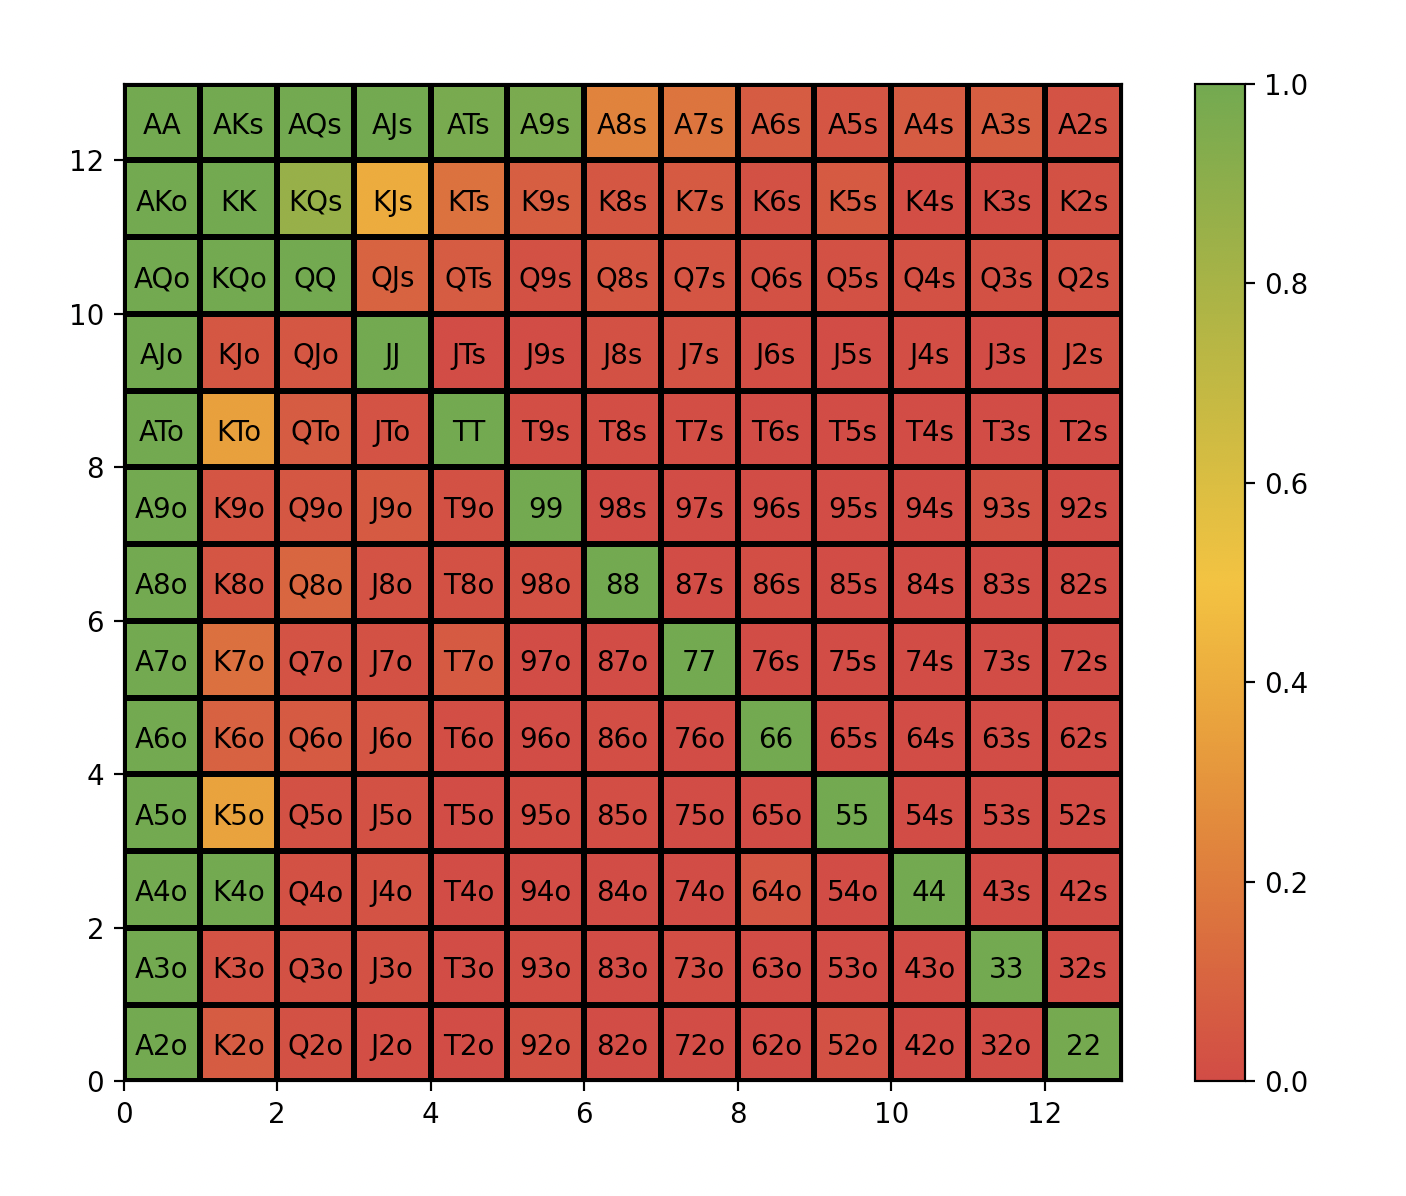 AA AKs AQs AJs ATs A9s A8s A7s A6s A5s A4s A3s A2s
AKo KK KQs KJs KTs K9s K8s K7s K6s K5s K4s K3s K2s
AQo KQo QQ QJs QTs Q9s Q8s Q7s Q6s Q5s Q4s Q3s Q2s
AJo KJo QJo JJ JTs J9s J8s J7s J6s J5s J4s J3s J2s
ATo KTo QTo JTo TT T9s T8s T7s T6s T5s T4s T3s T2s
A9o K9o Q9o J9o T9o 99 98s 97s 96s 95s 94s 93s 92s
A8o K8o Q8o J8o T8o 98o 88 87s 86s 85s 84s 83s 82s
A7o K7o Q7o J7o T7o 97o 87o 77 76s 75s 74s 73s 72s
A6o K6o Q6o J6o T6o 96o 86o 76o 66 65s 64s 63s 62s
A5o K5o Q5o J5o T5o 95o 85o 75o 65o 55 54s 53s 52s
A4o K4o Q4o J4o T4o 94o 84o 74o 64o 54o 44 43s 42s
A3o K3o Q3o J3o T3o 93o 83o 73o 63o 53o 43o 33 32s
A2o K2o Q2o J2o T2o 92o 82o 72o 62o 52o 42o 32o 22
12
10
8
6
4
2
0
0 2 4 6 8 10 12
1.0
0.8
0.6
0.4
0.2
0.0